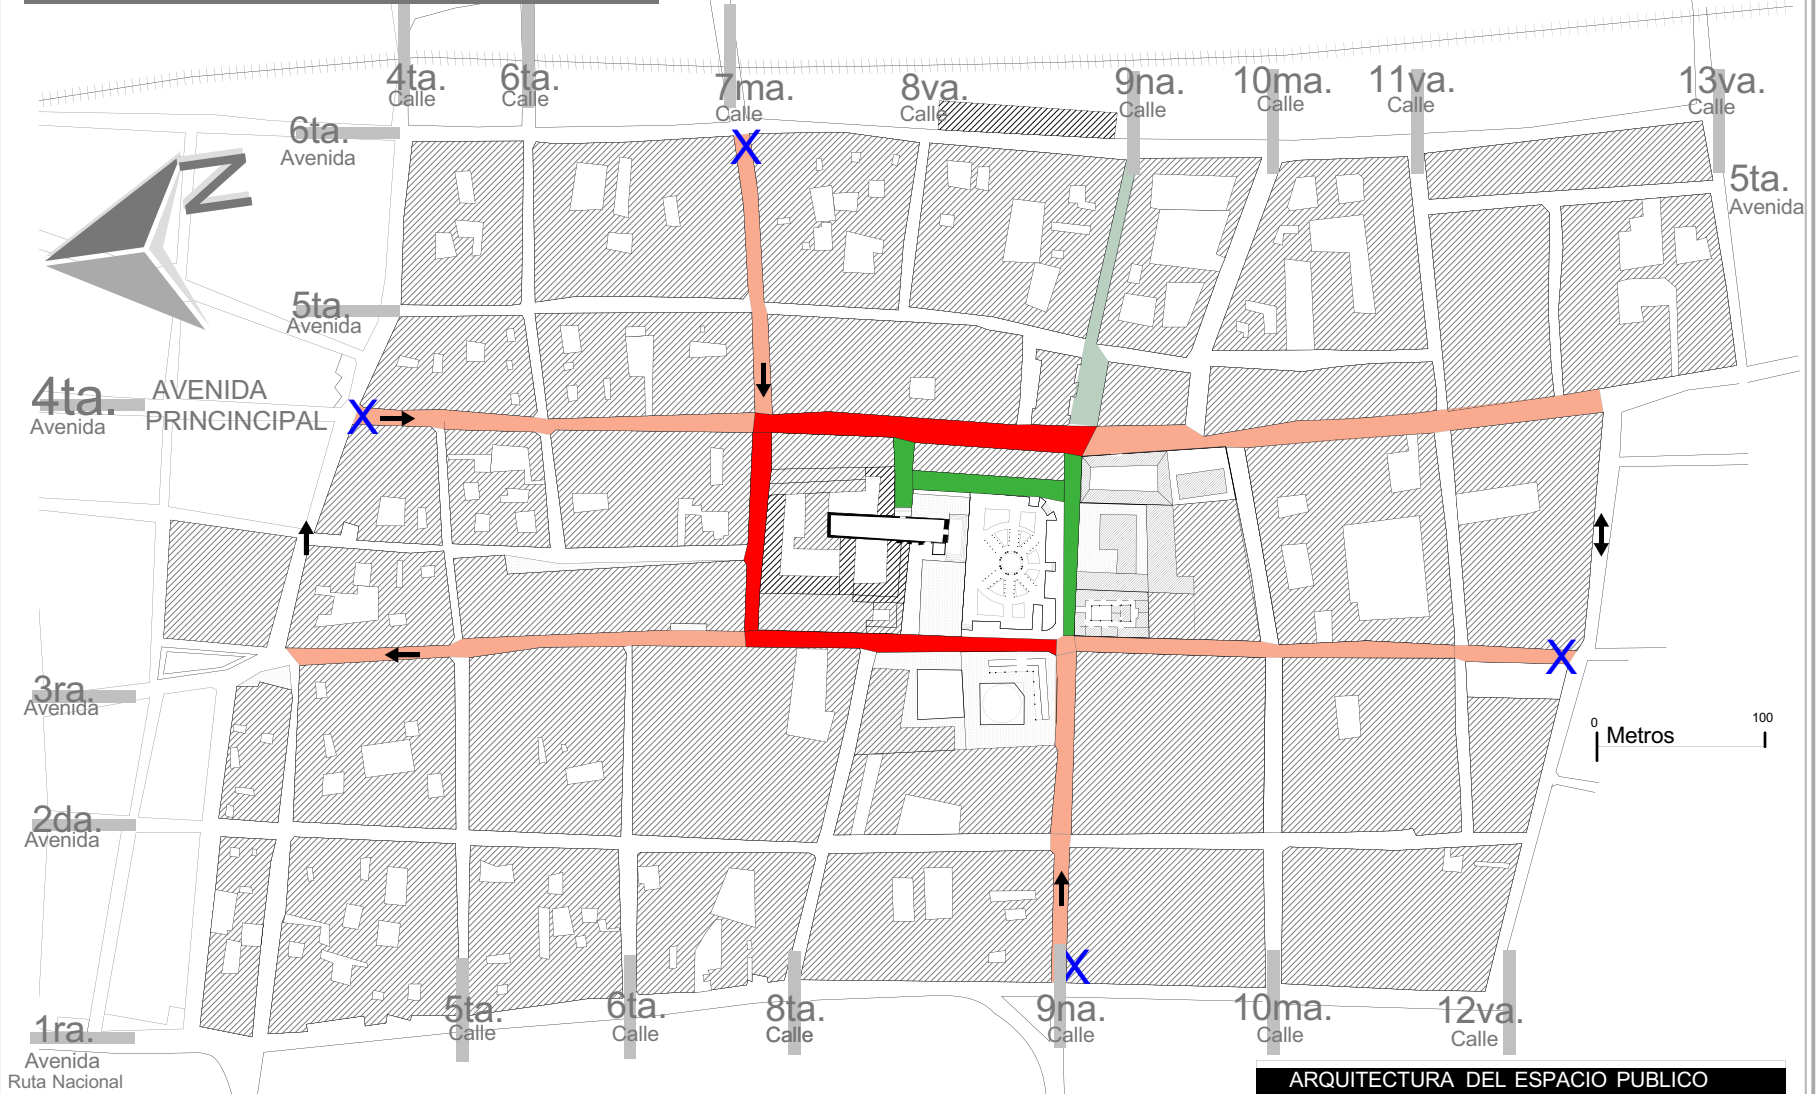 4ta.
Calle
6ta.
Calle
7ma.
Calle
8va.
Calle
9na.
Calle
10ma.
Calle
11va.
Calle
13va.
Calle
6ta.
Avenida
N
5ta.
Avenida
5ta.
Avenida
4ta.
Avenida
AVENIDA
PRINCINCIPAL
X
X
X
X
3ra.
Avenida
0
Metros
100
2da.
Avenida
1ra.
Avenida
Ruta Nacional
5ta.
Calle
6ta.
Calle
8ta.
Calle
9na.
Calle
10ma.
Calle
12va.
Calle
ARQUITECTURA DEL ESPACIO PUBLICO